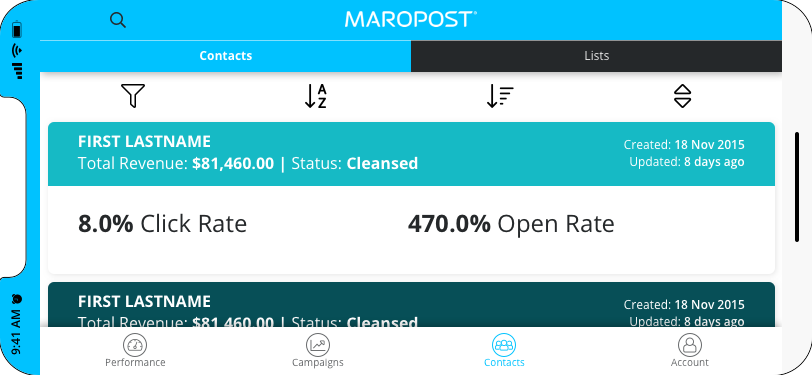 MAROPOST
Contacts
Lists
A
Z
FIRST LASTNAME
Total Revenue: $81,460.00 | Status: Cleansed
Created: 18 Nov 2015
Updated: 8 days ago
8.0% Click Rate
470.0% Open Rate
FIRST LASTNAME
Total Revenue: $81,460.00 | Status: Cleansed
Created: 18 Nov 2015
Updated: 8 days ago
Performance
Campaigns
Contacts
Account
9:41 AM